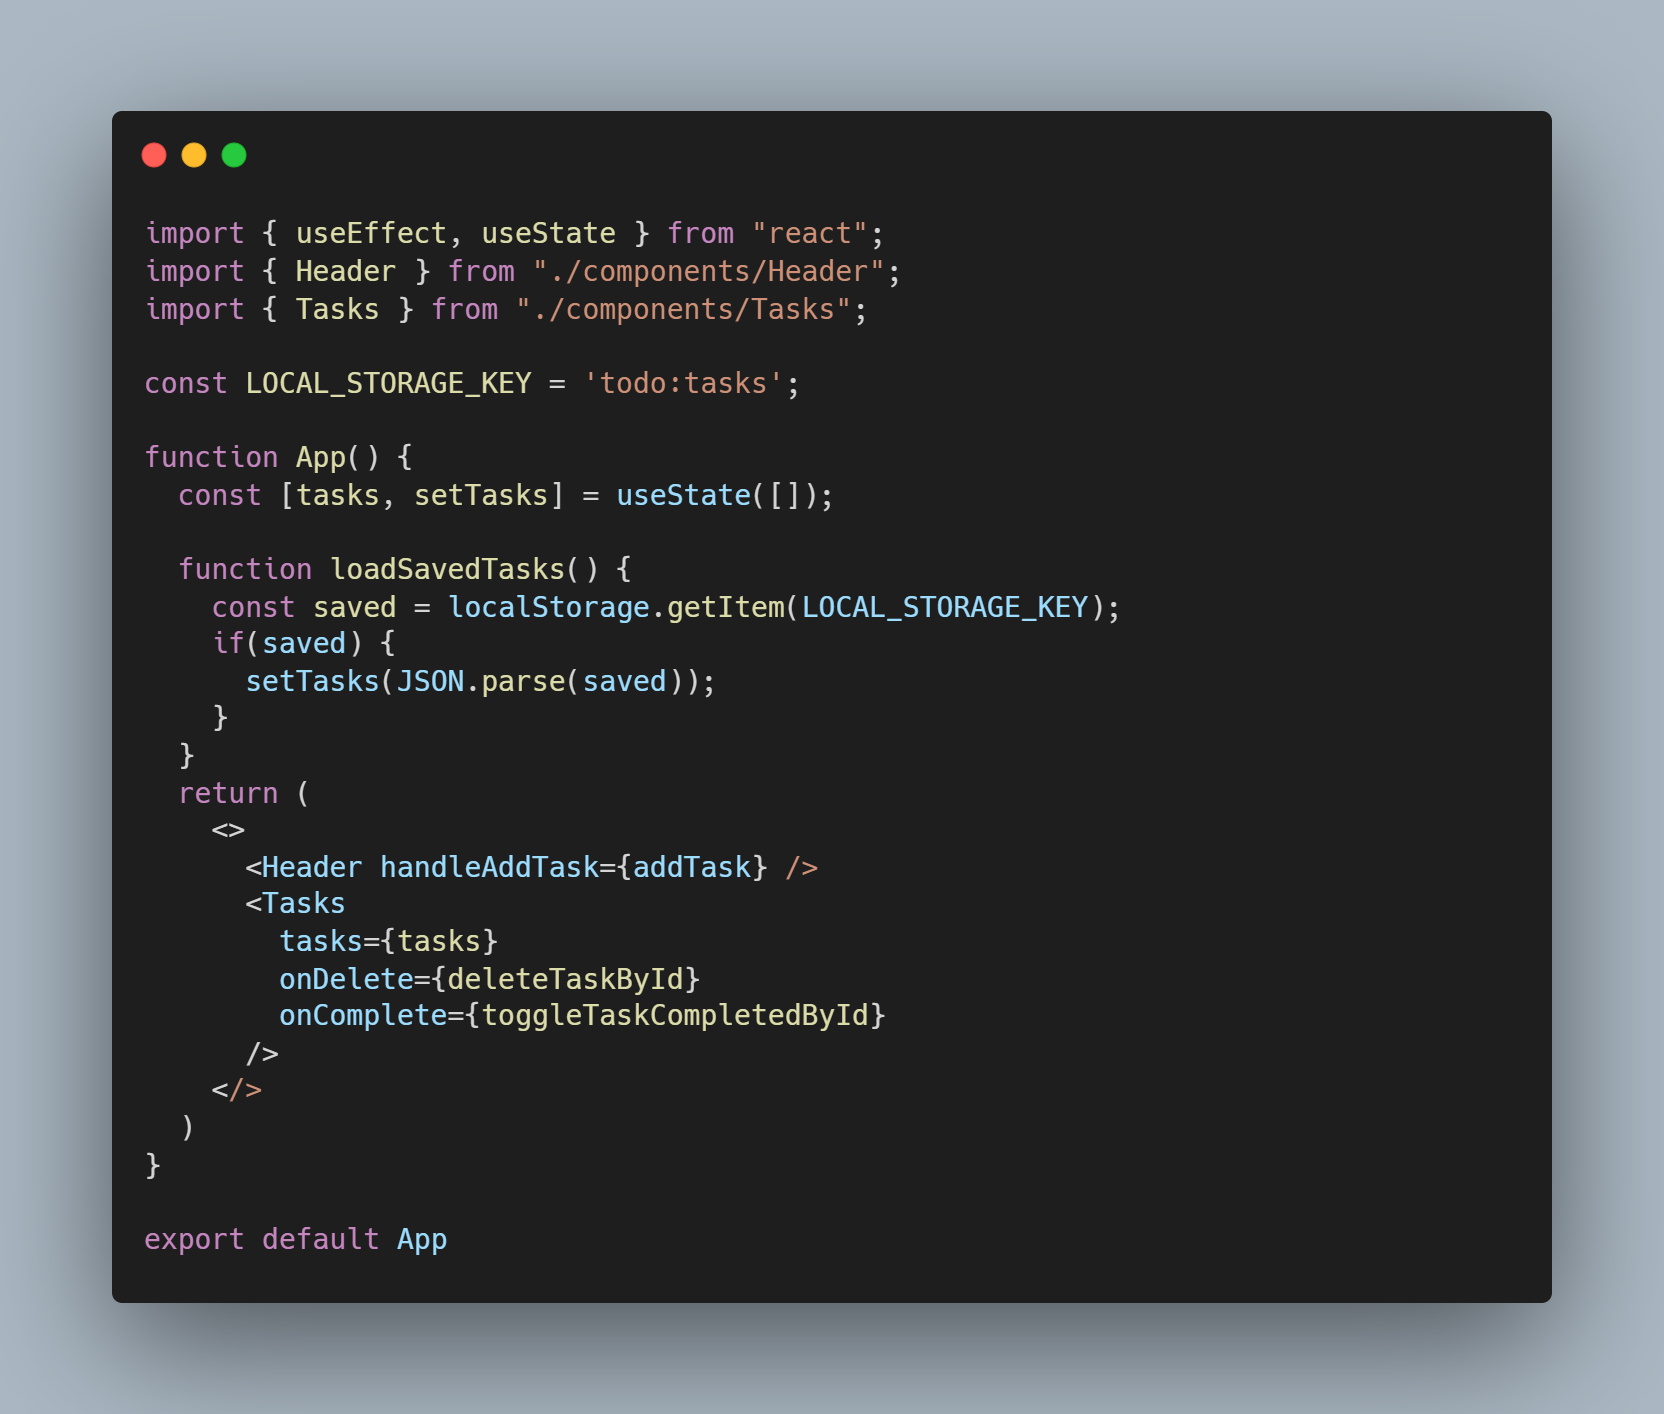 import { useEffect, useState } from "react";
import { Header } from "./components/Header";
import { Tasks } from "./components/Tasks";

const LOCAL_STORAGE_KEY = 'todo:tasks';

function App() {
  const [tasks, setTasks] = useState([]);

  function loadSavedTasks() {
    const saved = localStorage.getItem(LOCAL_STORAGE_KEY);
    if(saved) {
      setTasks(JSON.parse(saved));
    }
  }
  return (
    <>
      <Header handleAddTask={addTask} />
      <Tasks
        tasks={tasks}
        onDelete={deleteTaskById}
        onComplete={toggleTaskCompletedById}
      />
    </>
  )
}

export default App